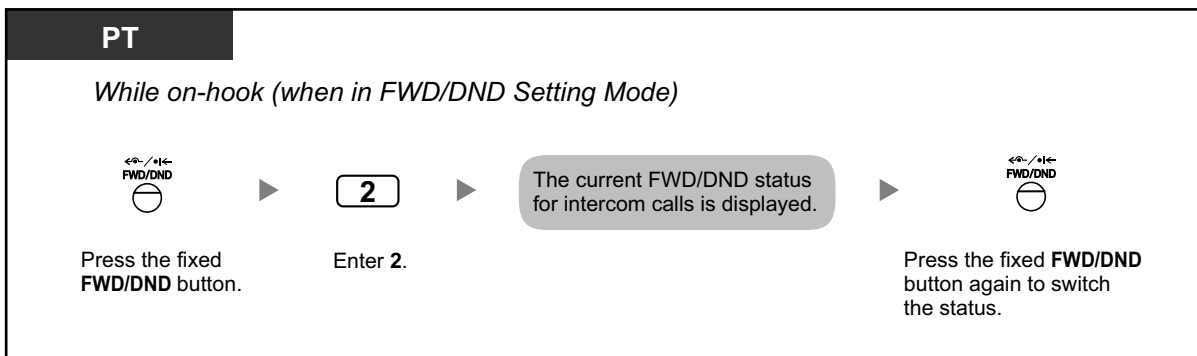 PT
While on-hook (when in FWD/DND Setting Mode)
FWD/DND
Press the fixed
FWD/DND button.
2
Enter 2.
The current FWD/DND status
for intercom calls is displayed.
FWD/DND
Press the fixed FWD/DND
button again to switch
the status.